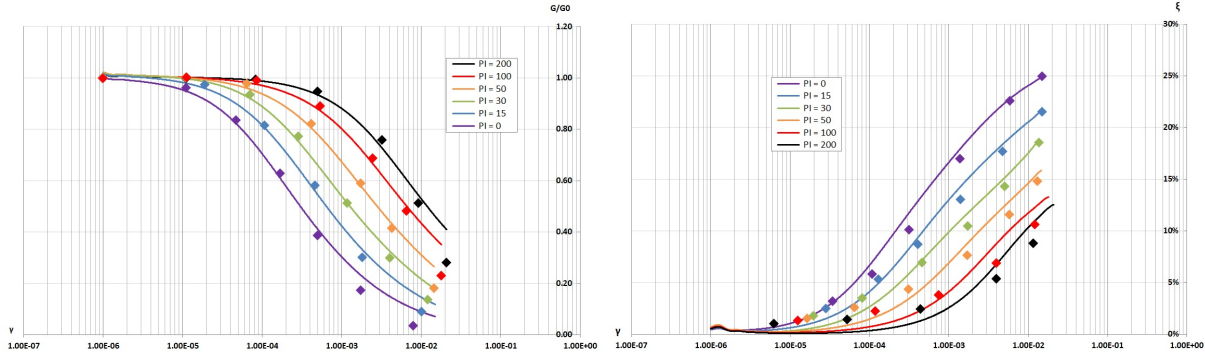 G/G0
1.20
1.00
0.80
0.60
0.40
0.20
0.00
γ
1.00E-07
1.00E-06
1.00E-05
1.00E-04
1.00E-03
1.00E-02
1.00E-01
1.00E+00
PI = 200
PI = 100
PI = 50
PI = 30
PI = 15
PI = 0
ξ
30%
25%
20%
15%
10%
5%
0%
γ
1.00E-07
1.00E-06
1.00E-05
1.00E-04
1.00E-03
1.00E-02
1.00E-01
1.00E+00
PI = 0
PI = 15
PI = 30
PI = 50
PI = 100
PI = 200